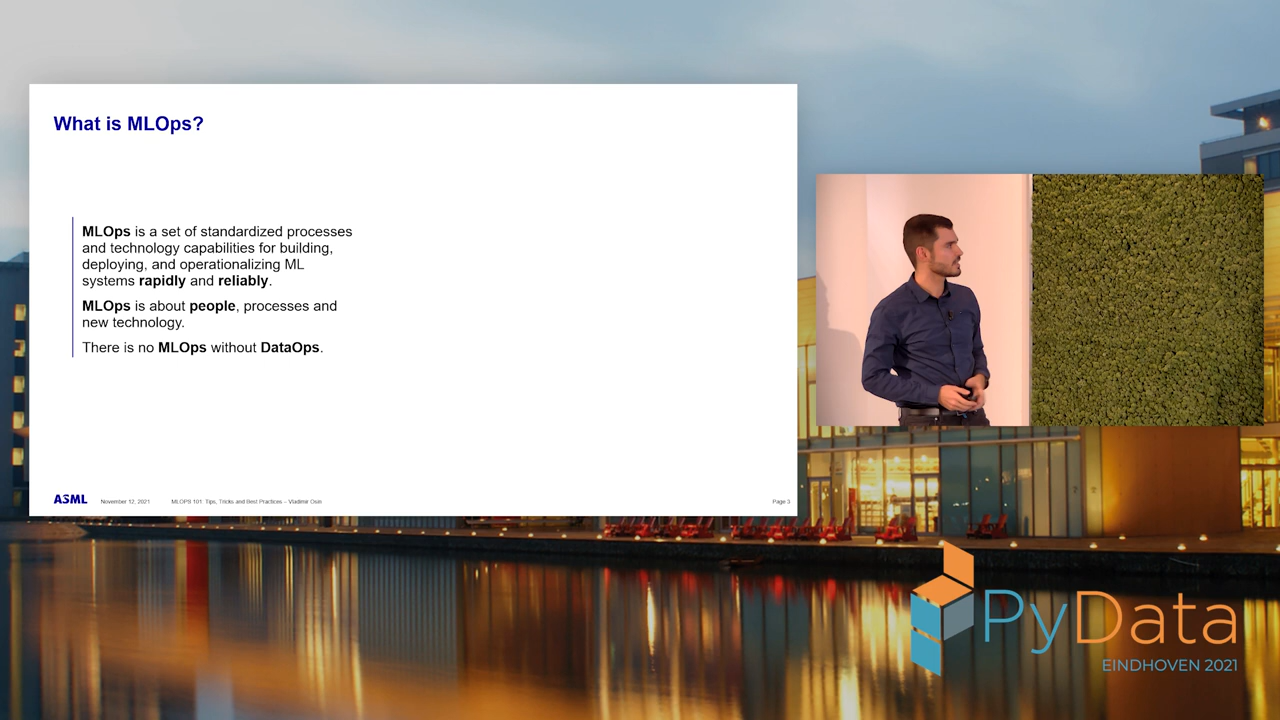 What is MLOps?
MLOps is a set of standardized processes
and technology capabilities for building,
deploying, and operationalizing ML
systems rapidly and reliably.
MLOps is about people, processes and
new technology.
There is no MLOps without DataOps.
ASML
November 12, 2021
MLOPS 101: Tips, Tricks and Best Practices – Vladimir Osin
Page 3
PyData
EINDHOVEN 2021